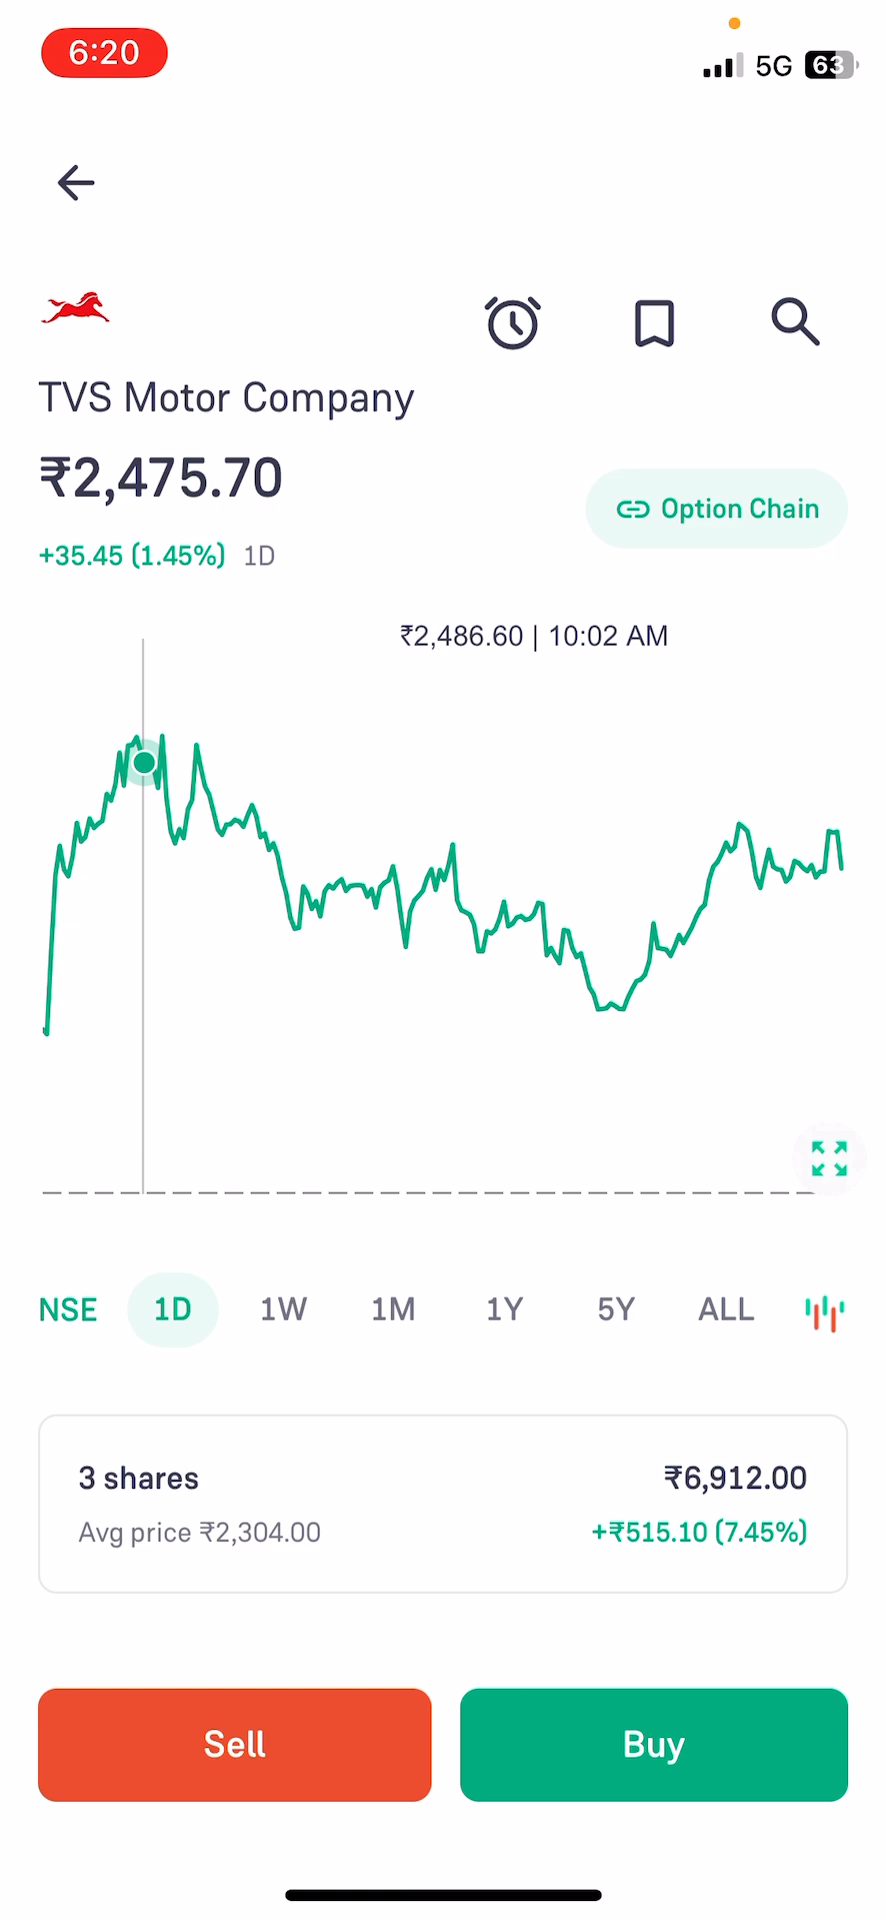 6:20
5G 63
TVS Motor Company
₹2,475.70
Option Chain
+35.45 (1.45%) 1D
₹2,486.60 | 10:02 AM
NSE 1D 1W 1M 1Y 5Y ALL
3 shares ₹6,912.00
Avg price ₹2,304.00 +₹515.10 (7.45%)
Sell Buy